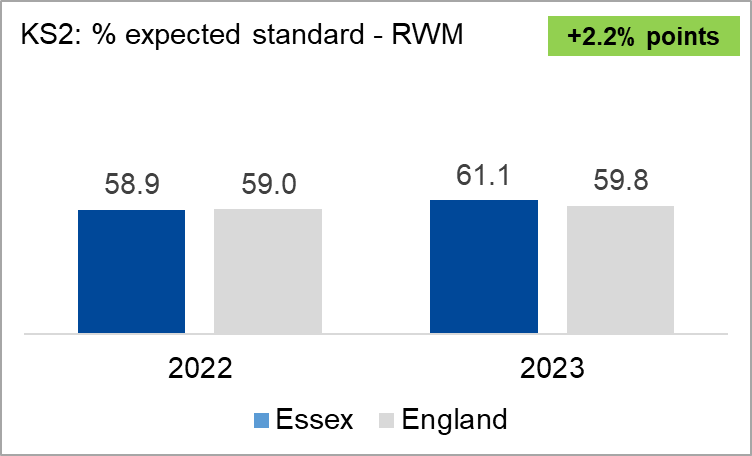 KS2: % expected standard - RWM
+2.2% points
58.9 59.0 61.1 59.8
2022 2023
Essex England